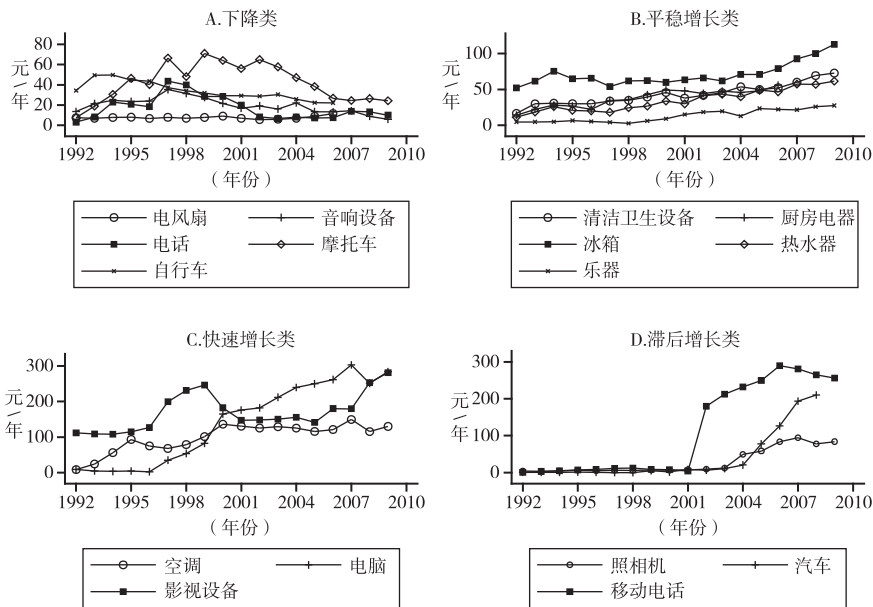 A.下降类
元/年
80
60
40
20
0
1992 1995 1998 2001 2004 2007 2010
（年份）
电风扇 音响设备
电话 摩托车
自行车
B.平稳增长类
元/年
100
50
0
1992 1995 1998 2001 2004 2007 2010
（年份）
清洁卫生设备 厨房电器
冰箱 热水器
乐器
C.快速增长类
元/年
300
200
100
0
1992 1995 1998 2001 2004 2007 2010
（年份）
空调 电脑
影视设备
D.滞后增长类
元/年
300
200
100
0
1992 1995 1998 2001 2004 2007 2010
（年份）
照相机 汽车
移动电话